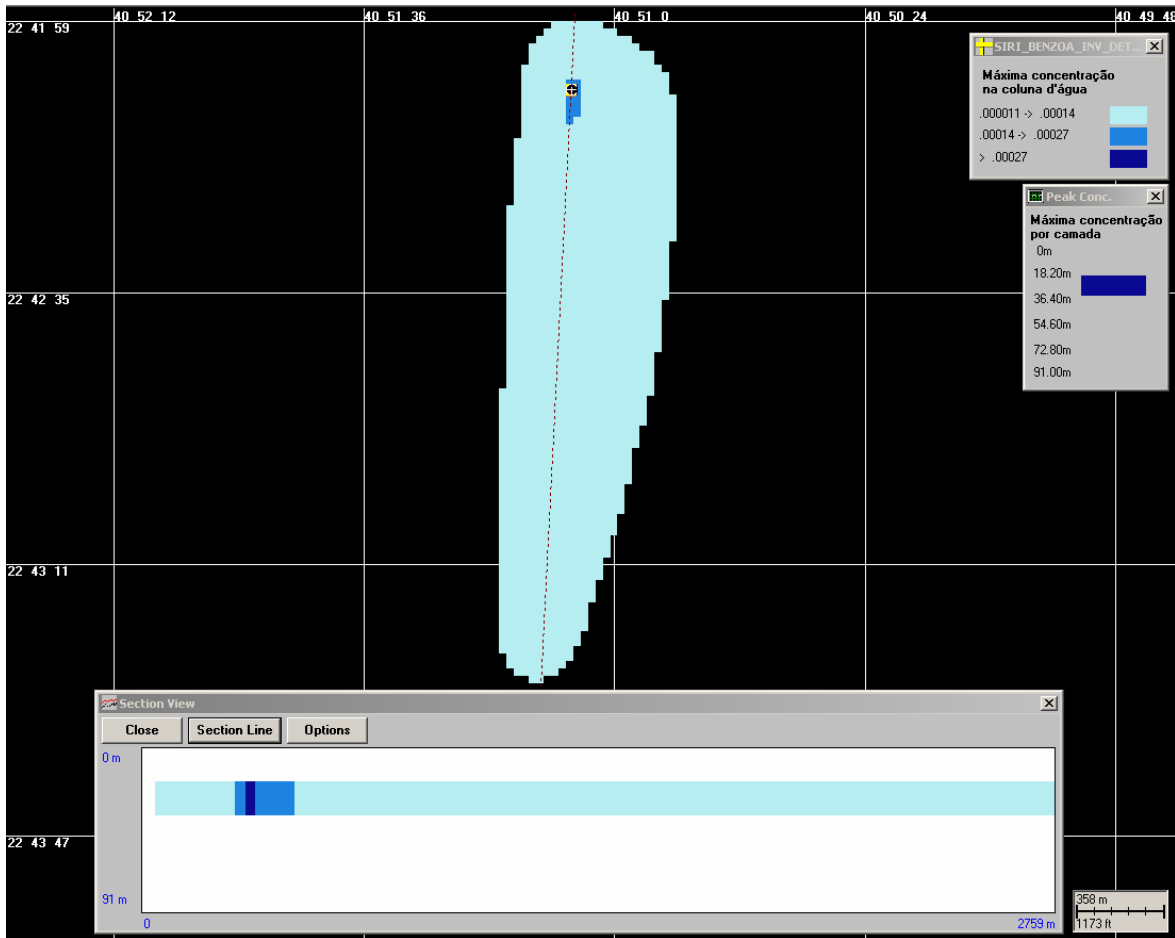 40 52 12
40 51 36
40 51 0
40 50 24
40 49 48
22 41 59
SIRI_BENZOA_INV_DET...
Máxima concentração
na coluna d'água
.000011 -> .00014
.00014 -> .00027
> .00027
Peak Conc.
Máxima concentração
por camada
0m
18.20m
36.40m
54.60m
72.80m
91.00m
22 42 35
22 43 11
Section View
Close
Section Line
Options
0 m
91 m
0
2759 m
22 43 47
358 m
1173 ft